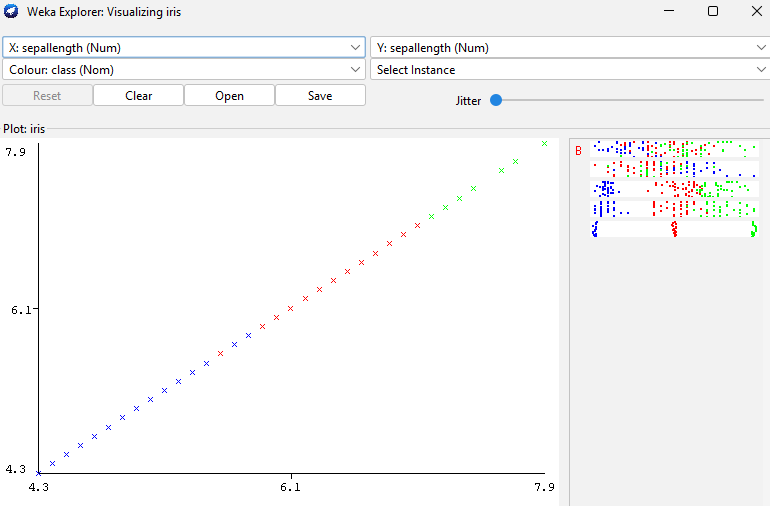 Weka Explorer: Visualizing iris
X: sepallength (Num) Y: sepallength (Num)
Colour: class (Nom) Select Instance
Reset Clear Open Save Jitter
Plot: iris
7.9
B
6.1
4.3
4.3 6.1 7.9